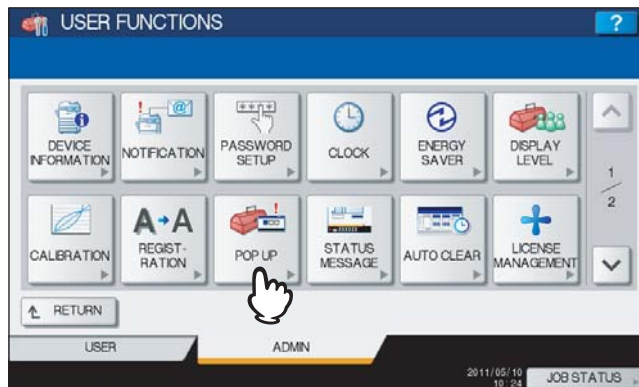 USER FUNCTIONS
?
DEVICE
INFORMATION
NOTIFICATION
PASSWORD
SETUP
CLOCK
ENERGY
SAVER
DISPLAY
LEVEL
1
2
CALIBRATION
A→A
REGIST-
RATION
POP UP
STATUS
MESSAGE
AUTO CLEAR
LICENSE
MANAGEMENT
RETURN
USER
ADMIN
2011/05/10
10:24
JOB STATUS